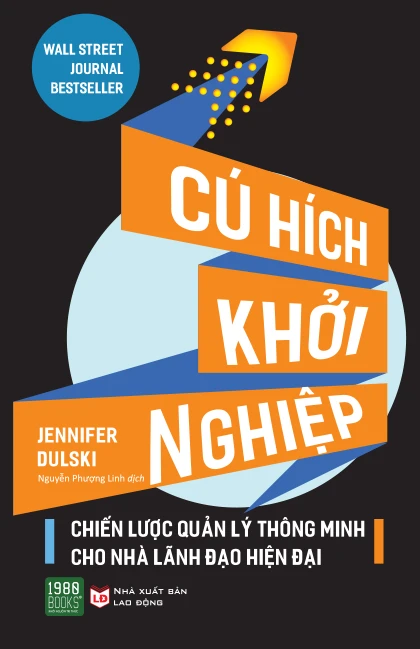 WALL STREET
JOURNAL
BESTSELLER
CÚ HÍCH
KHỞI
NGHIỆP
JENNIFER
DULSKI
Nguyễn Phượng Linh dịch
CHIẾN LƯỢC QUẢN LÝ THÔNG MINH
CHO NHÀ LÃNH ĐẠO HIỆN ĐẠI
1980
BOOKS
LĐ
NHÀ XUẤT BẢN
LAO ĐỘNG